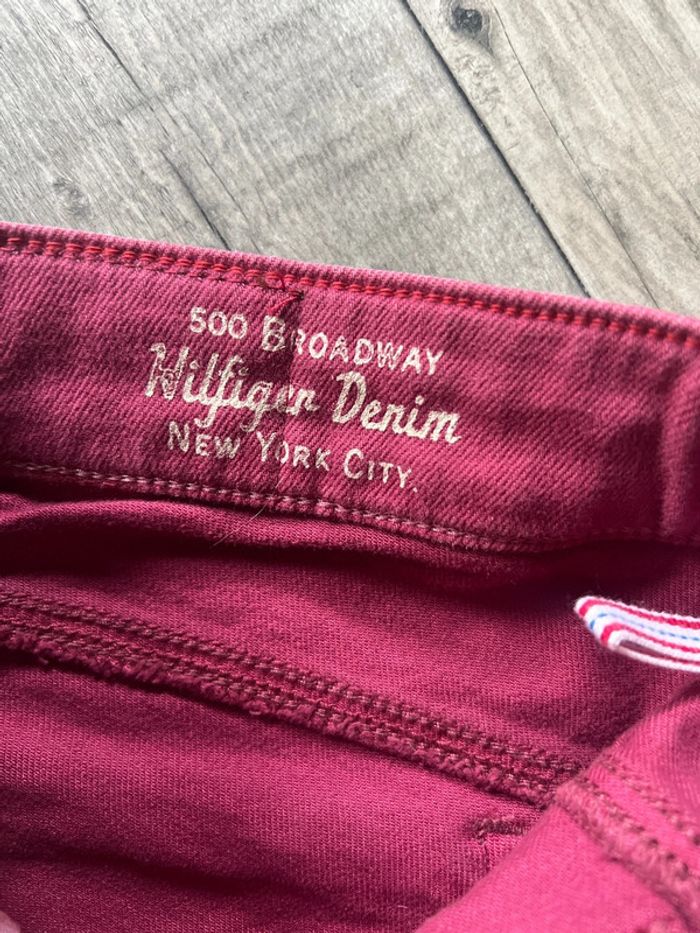 500 BROADWAY
Hilfiger Denim
NEW YORK CITY.